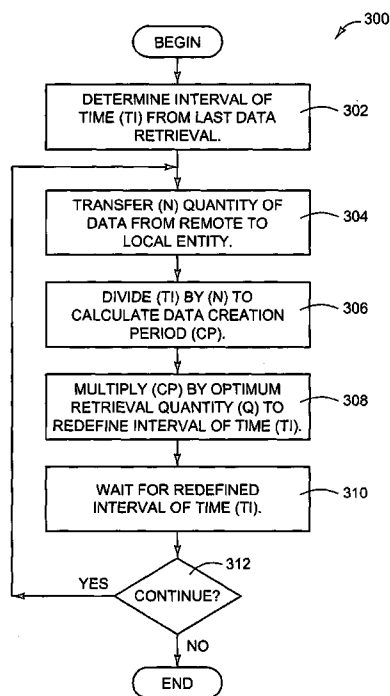 300
BEGIN
DETERMINE INTERVAL OF
TIME (TI) FROM LAST DATA
RETRIEVAL.
302
TRANSFER (N) QUANTITY OF
DATA FROM REMOTE TO
LOCAL ENTITY.
304
DIVIDE (TI) BY (N) TO
CALCULATE DATA CREATION
PERIOD (CP).
306
MULTIPLY (CP) BY OPTIMUM
RETRIEVAL QUANTITY (Q) TO
REDEFINE INTERVAL OF TIME (TI).
308
WAIT FOR REDEFINED
INTERVAL OF TIME (TI).
310
312
YES
CONTINUE?
NO
END